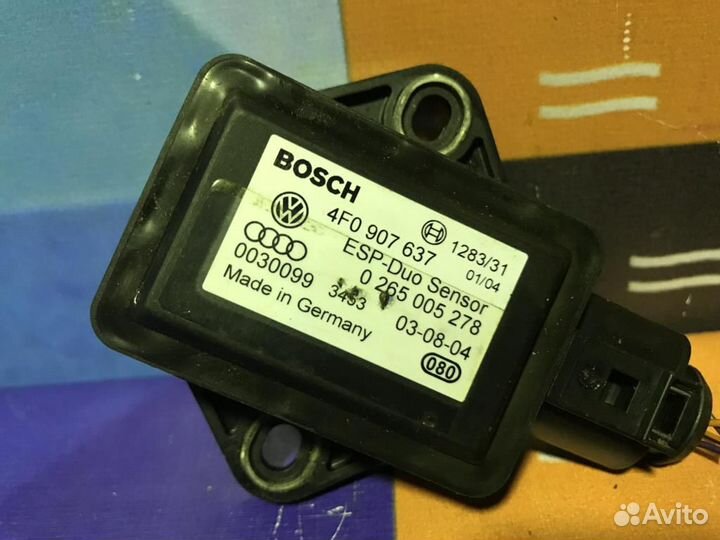 BOSCH
4F0 907 637
1283/31
01/04
ESP-Duo Sensor
0030099
0 265 005 278
3453
03-08-04
Made in Germany
080
Avito